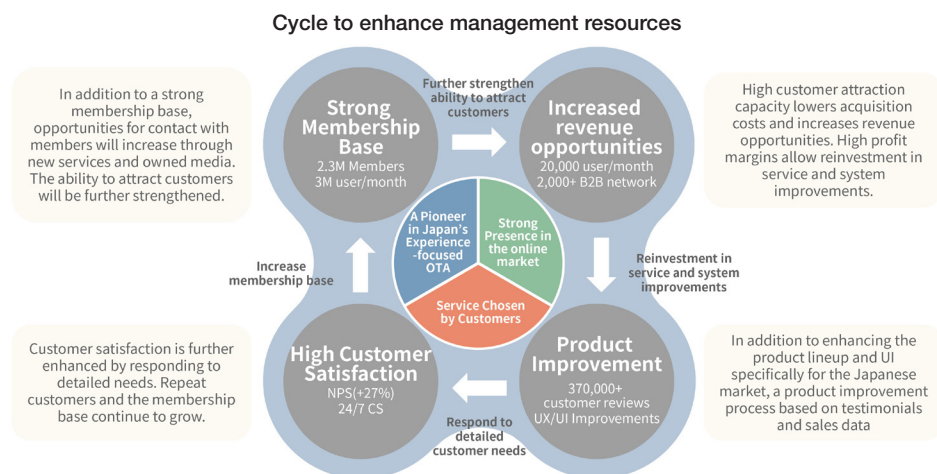 Cycle to enhance management resources
In addition to a strong
membership base,
opportunities for contact with
members will increase through
new services and owned media.
The ability to attract customers
will be further strengthened.
Strong
Membership
Base
2.3M Members
3M user/month
Further strengthen
ability to attract
customers
Increased
revenue
opportunities
20,000 user/month
2,000+ B2B network
High customer attraction
capacity lowers acquisition
costs and increases revenue
opportunities. High profit
margins allow reinvestment in
service and system
improvements.
A Pioneer
in Japan's
Experience
-focused
OTA
Strong
Presence in
the online
market
Service Chosen
by Customers
Increase
membership base
Reinvestment in
service and system
improvements
Customer satisfaction is further
enhanced by responding to
detailed needs. Repeat
customers and the membership
base continue to grow.
High Customer
Satisfaction
NPS(+27%)
24/7 CS
Respond to
detailed
customer needs
Product
Improvement
370,000+
customer reviews
UX/UI Improvements
In addition to enhancing the
product lineup and UI
specifically for the Japanese
market, a product improvement
process based on testimonials
and sales data